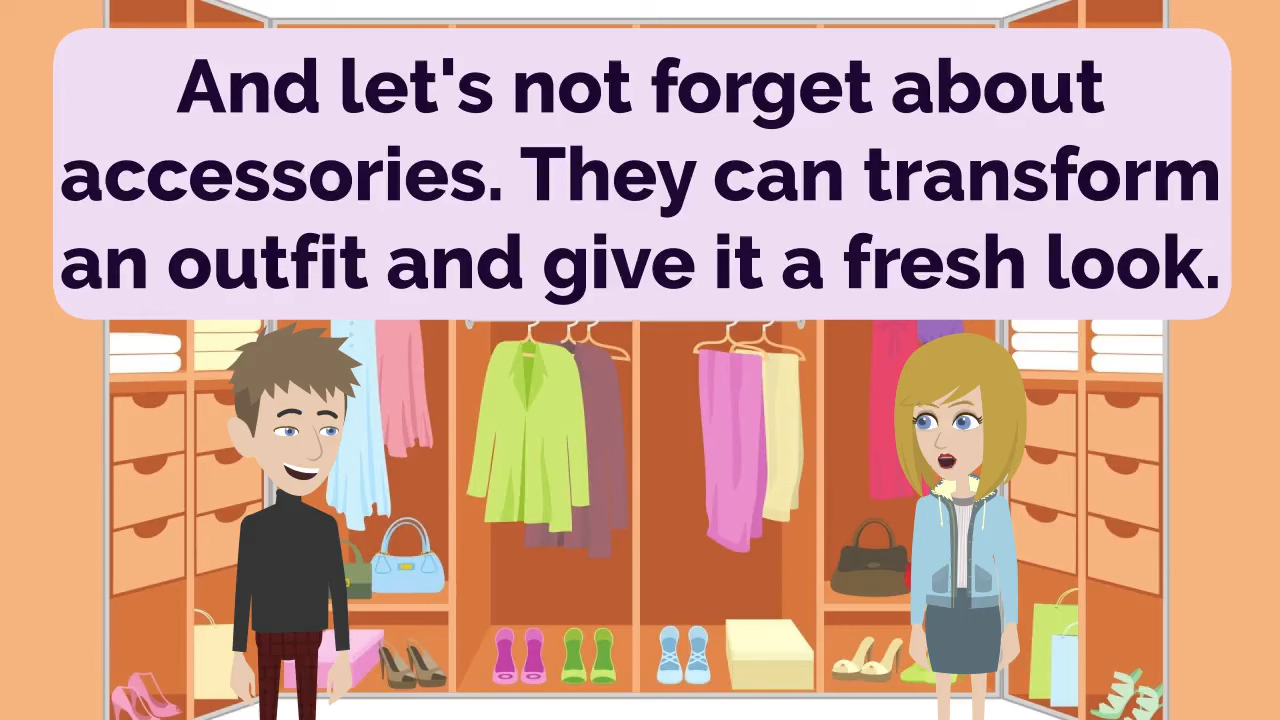 And let's not forget about
accessories. They can transform
an outfit and give it a fresh look.